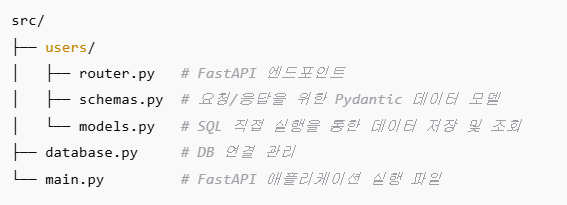 src/
├── users/
│   ├── router.py   # FastAPI 엔드포인트
│   ├── schemas.py  # 요청/응답을 위한 Pydantic 데이터 모델
│   └── models.py   # SQL 직접 실행을 통한 데이터 저장 및 조회
├── database.py     # DB 연결 관리
└── main.py         # FastAPI 애플리케이션 실행 파일